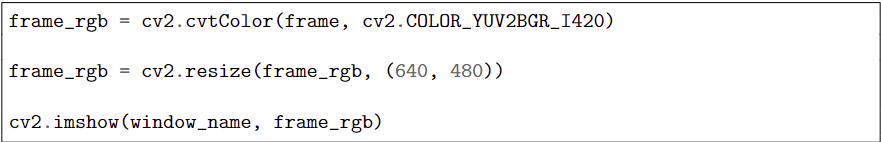 frame_rgb = cv2.cvtColor(frame, cv2.COLOR_YUV2BGR_I420)
frame_rgb = cv2.resize(frame_rgb, (640, 480))
cv2.imshow(window_name, frame_rgb)